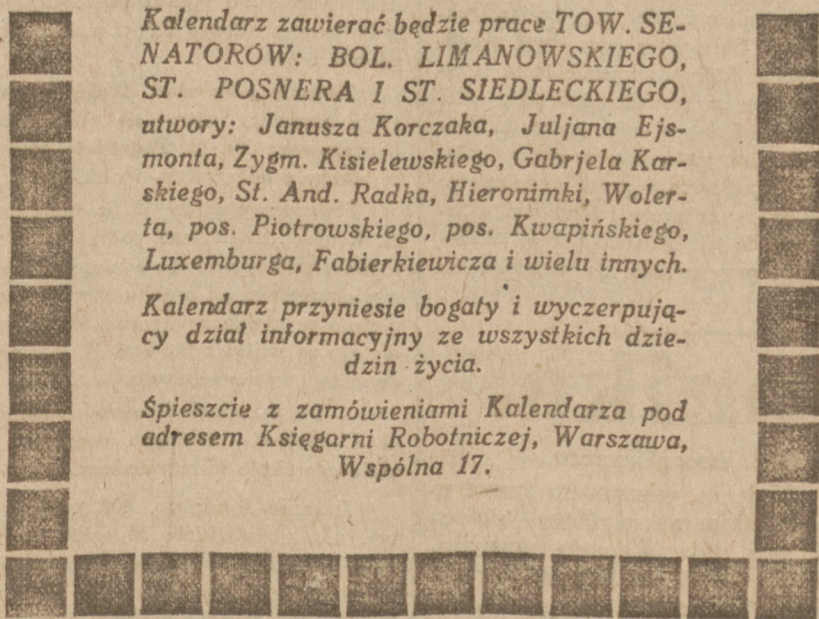 Kalendarz zawierać będzie prace TOW. SE-
NATORÓW: BOL. LIMANOWSKIEGO,
ST. POSNERA I ST. SIEDLECKIEGO,
utwory: Janusza Korczaka, Juljana Ejs-
monta, Zygm. Kisielewskiego, Gabrjela Kar-
skiego, St. And. Radka, Hieronimki, Woler-
ta, pos. Piotrowskiego, pos. Kwapińskiego,
Luxemburga, Fabierkiewicza i wielu innych.
Kalendarz przyniesie bogaty i wyczerpują-
cy dział informacyjny ze wszystkich dzie-
dzin życia.
Śpieszcie z zamówieniami Kalendarza pod
adresem Księgarni Robotniczej, Warszawa,
Wspólna 17.